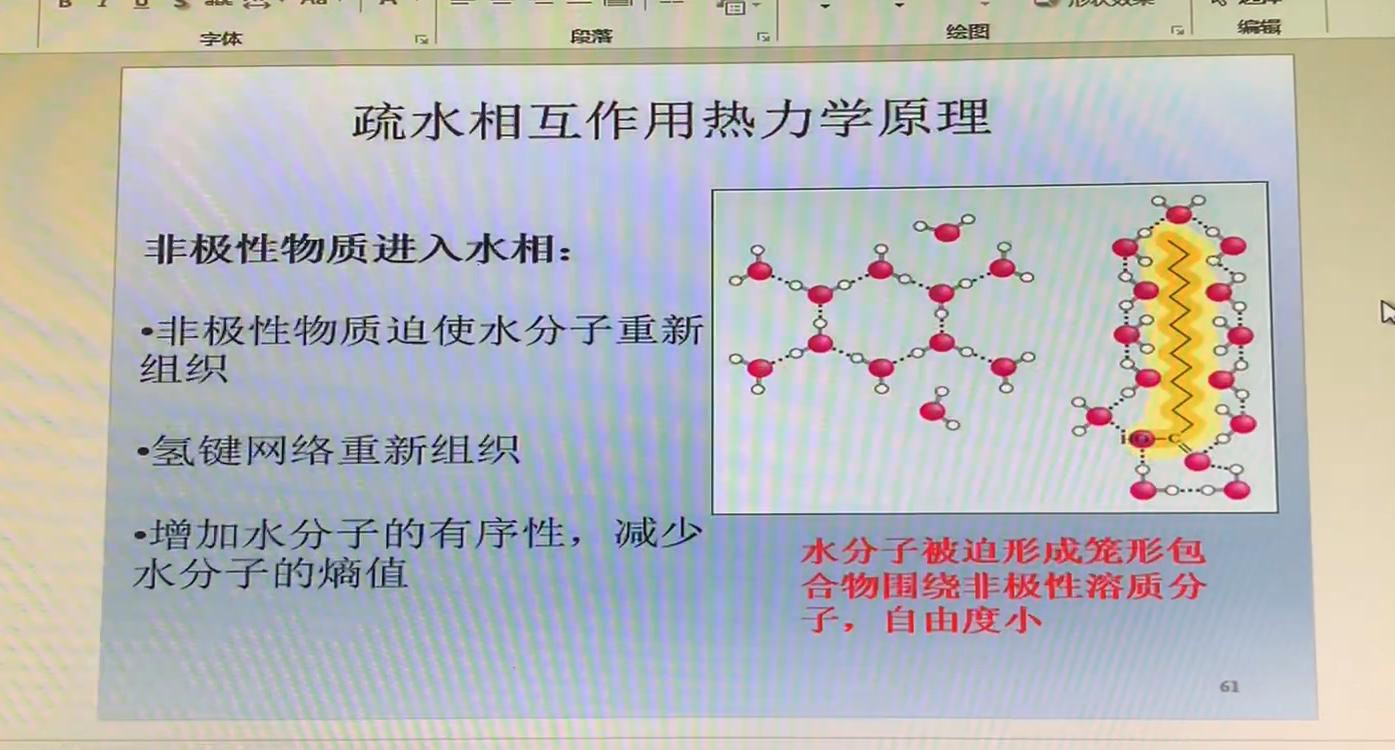 字体
段落
绘图
编辑
疏水相互作用热力学原理
非极性物质进入水相：
•非极性物质迫使水分子重新
组织
•氢键网络重新组织
•增加水分子的有序性，减少
水分子的熵值
HO–C
水分子被迫形成笼形包
合物围绕非极性溶质分
子，自由度小
61